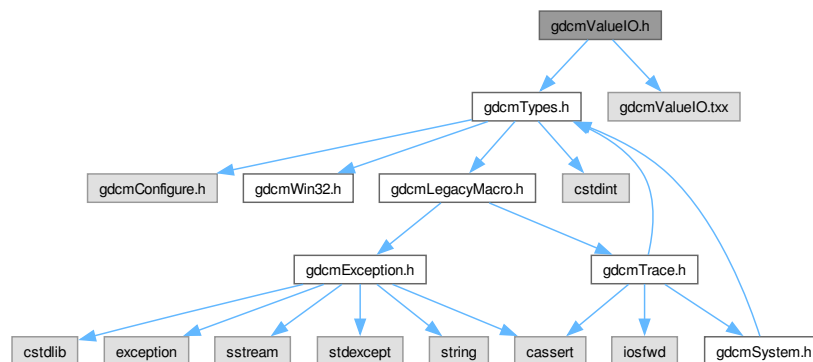 gdcmValueIO.h
gdcmTypes.h
gdcmValueIO.txx
gdcmConfigure.h
gdcmWin32.h
gdcmLegacyMacro.h
cstdint
gdcmException.h
gdcmTrace.h
cstdlib
exception
sstream
stdexcept
string
cassert
iosfwd
gdcmSystem.h